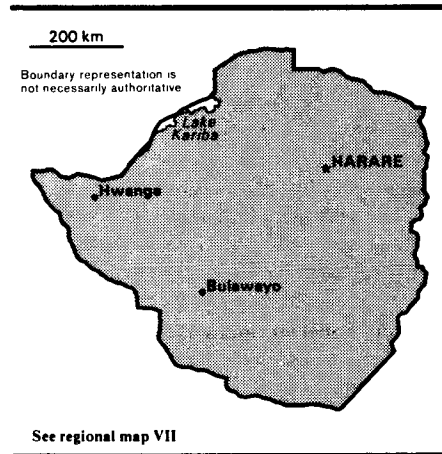 200 km
Boundary representation is
not necessarily authoritative
Lake
Kariba
HARARE
Hwange
Bulawayo
See regional map VII